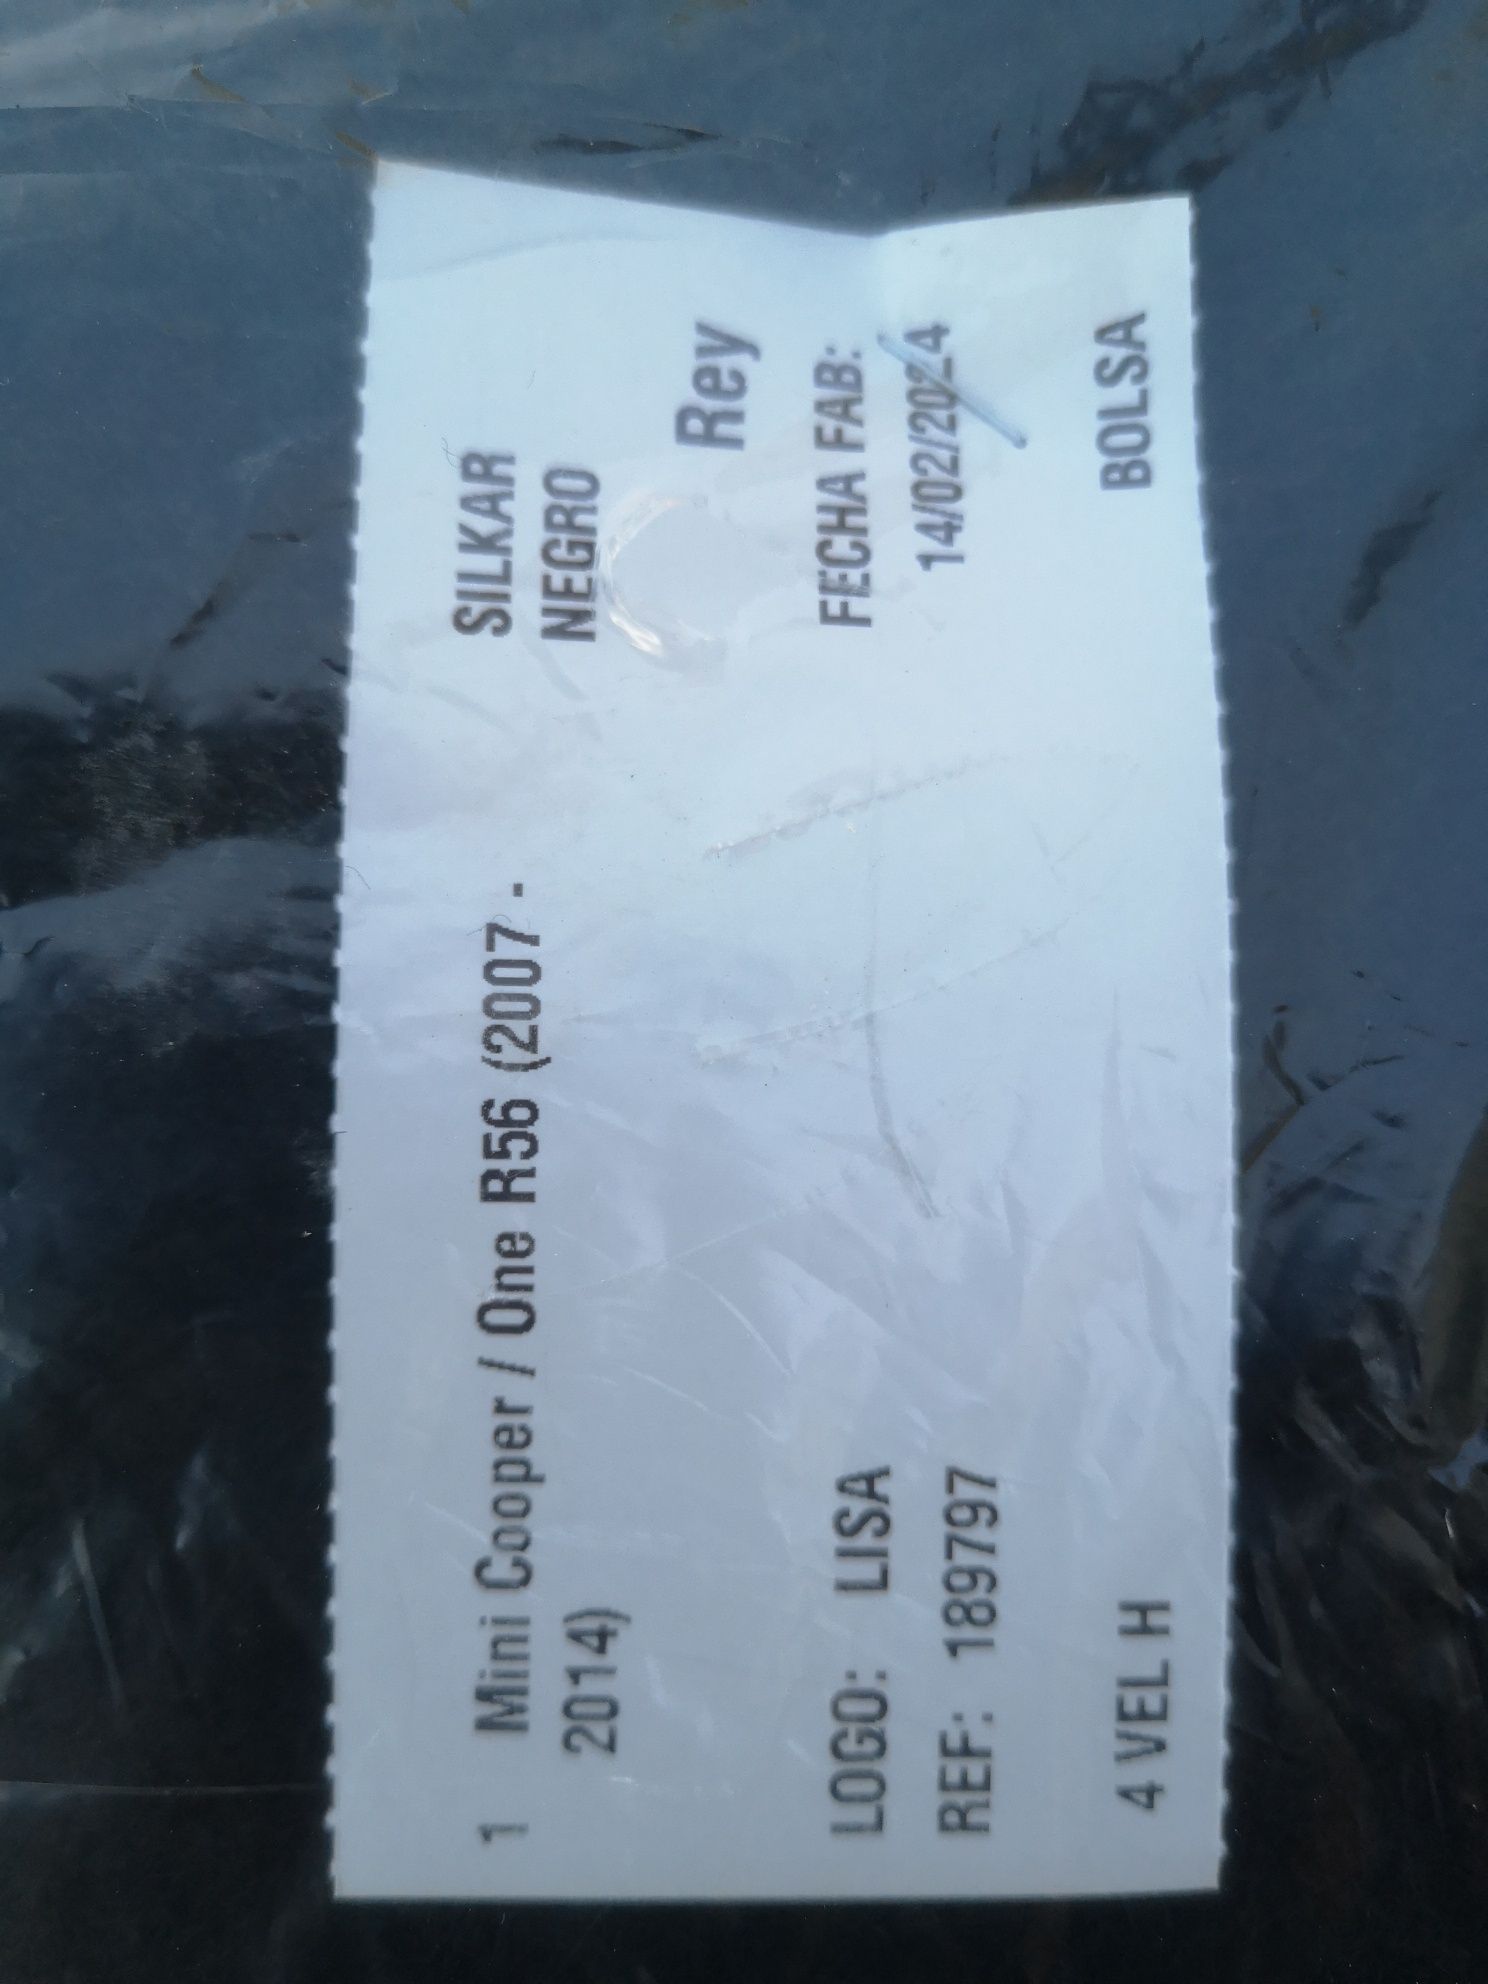 1 Mini Cooper / One R56 (2007 - SILKAR
2014) NEGRO
Rey
LOGO: LISA FECHA FAB:
REF: 189797 14/02/2024
4 VEL H BOLSA